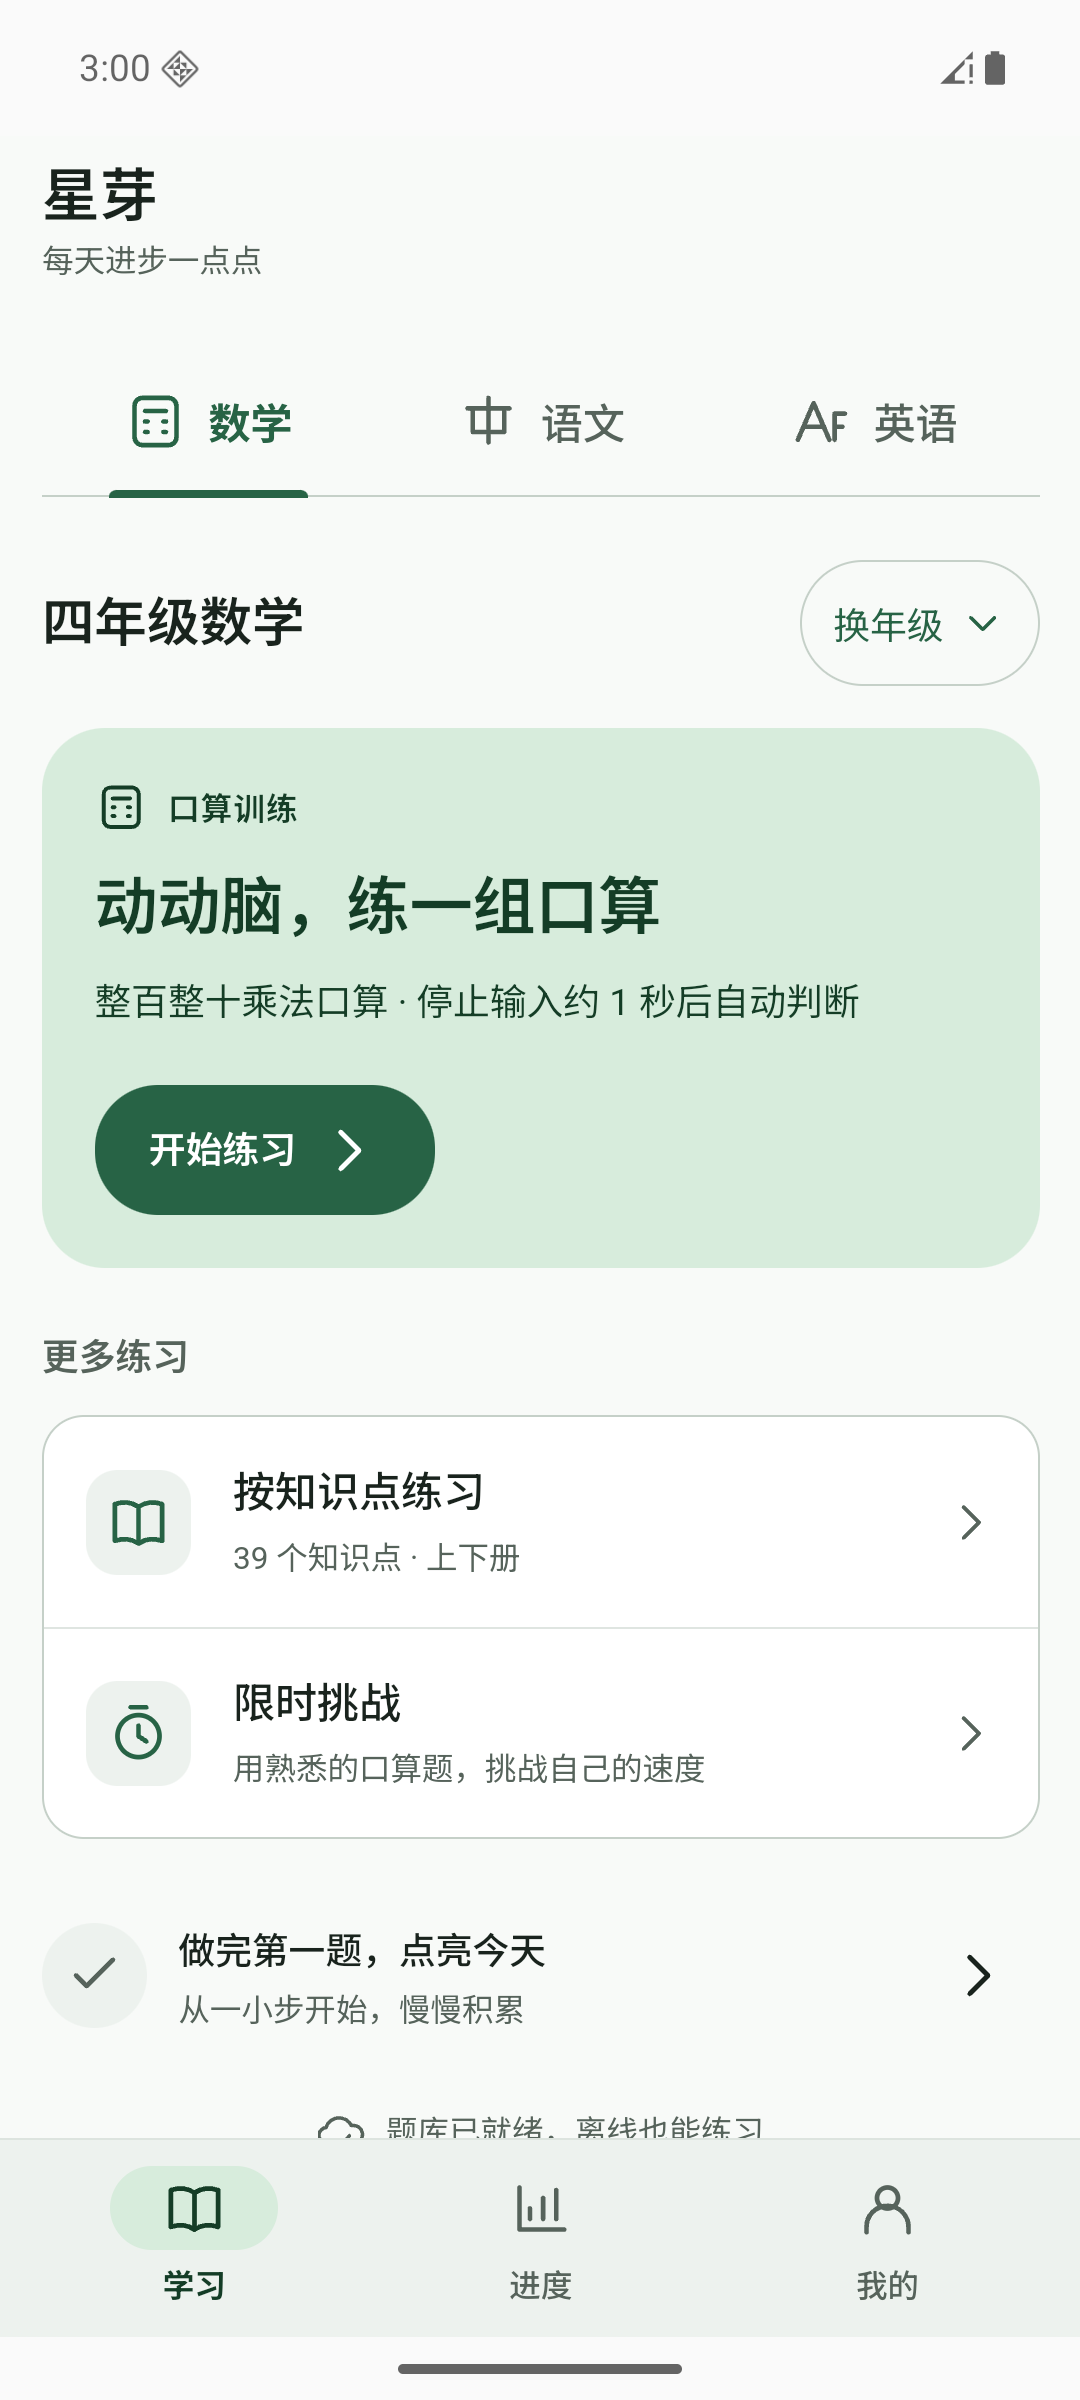 3:00
星芽
每天进步一点点
数学
语文
英语
四年级数学
换年级
口算训练
动动脑，练一组口算
整百整十乘法口算 · 停止输入约 1 秒后自动判断
开始练习
更多练习
按知识点练习
39 个知识点 · 上下册
限时挑战
用熟悉的口算题，挑战自己的速度
做完第一题，点亮今天
从一小步开始，慢慢积累
题库已就绪，离线也能练习
学习
进度
我的